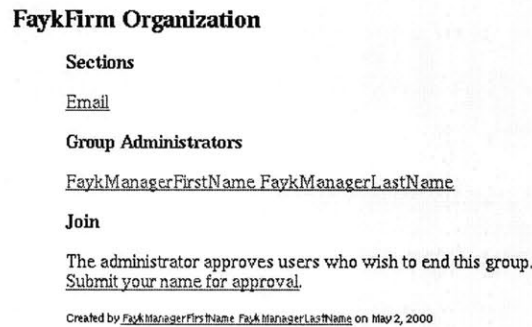 FaykFirm Organization
Sections
Email
Group Administrators
FaykManagerFirstName FaykManagerLastName
Join
The administrator approves users who wish to end this group.
Submit your name for approval.
Created by FaykManagerFirstName FaykManagerLastName on May 2, 2000